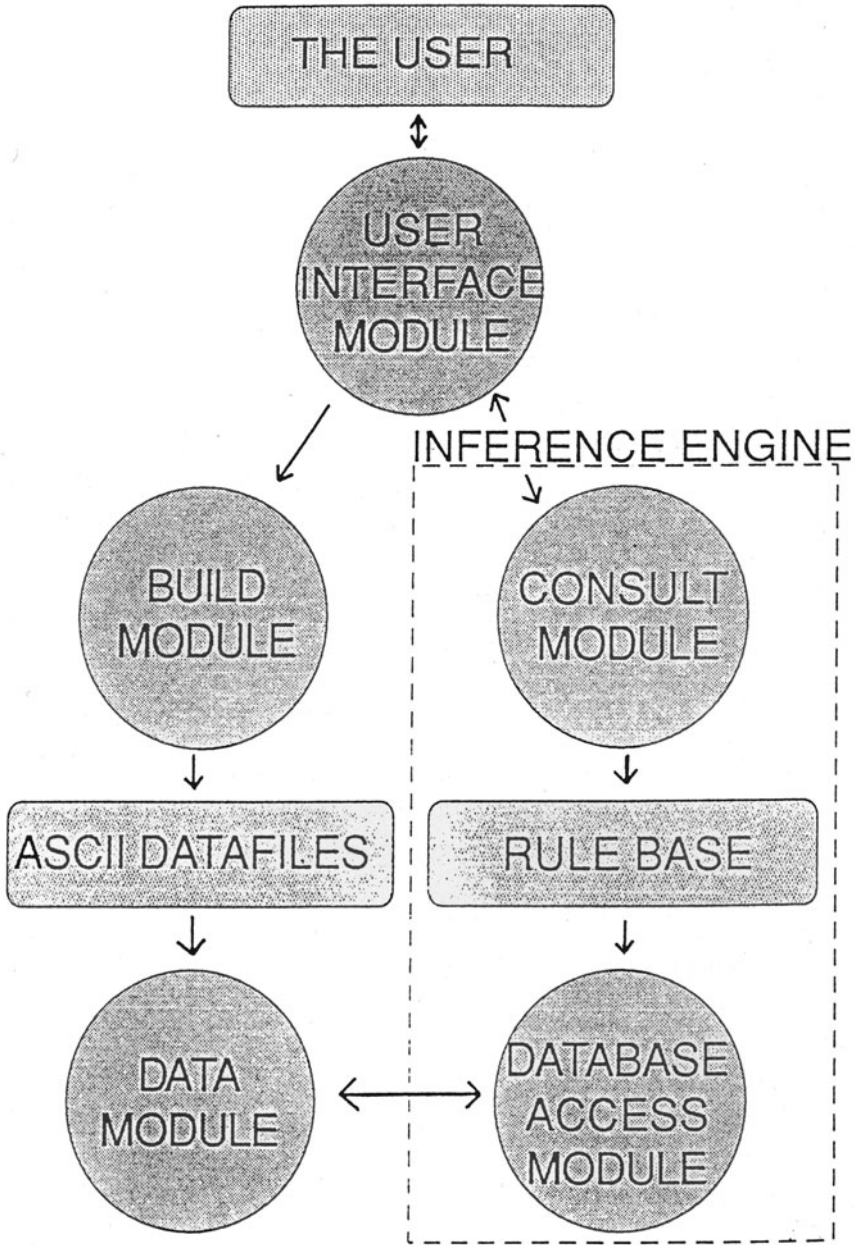 THE USER
USER
INTERFACE
MODULE
INFERENCE ENGINE
BUILD
MODULE
CONSULT
MODULE
ASCII DATAFILES
RULE BASE
DATA
MODULE
DATABASE
ACCESS
MODULE